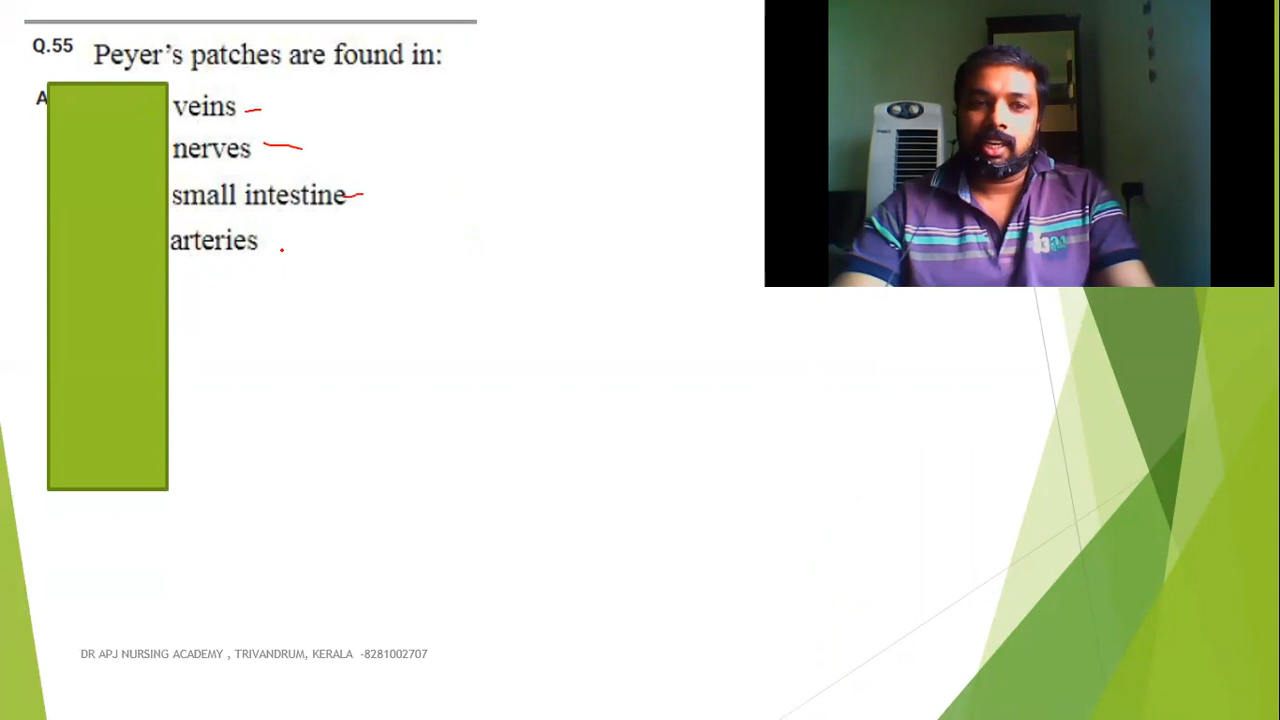 Q.55 Peyer’s patches are found in:
A
veins
nerves
small intestine
arteries
DR APJ NURSING ACADEMY , TRIVANDRUM, KERALA -8281002707